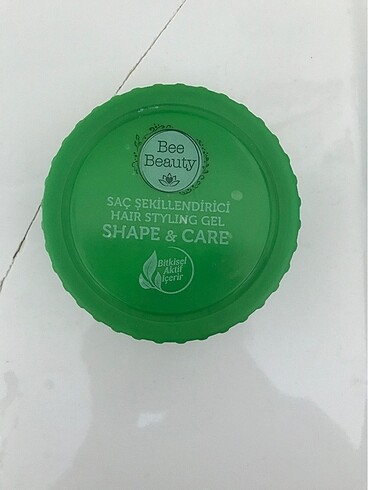 Bee
Beauty
SAÇ ŞEKİLLENDİRİCİ
HAIR STYLING GEL
SHAPE & CARE
Bitkisel
Aktif
İçerir